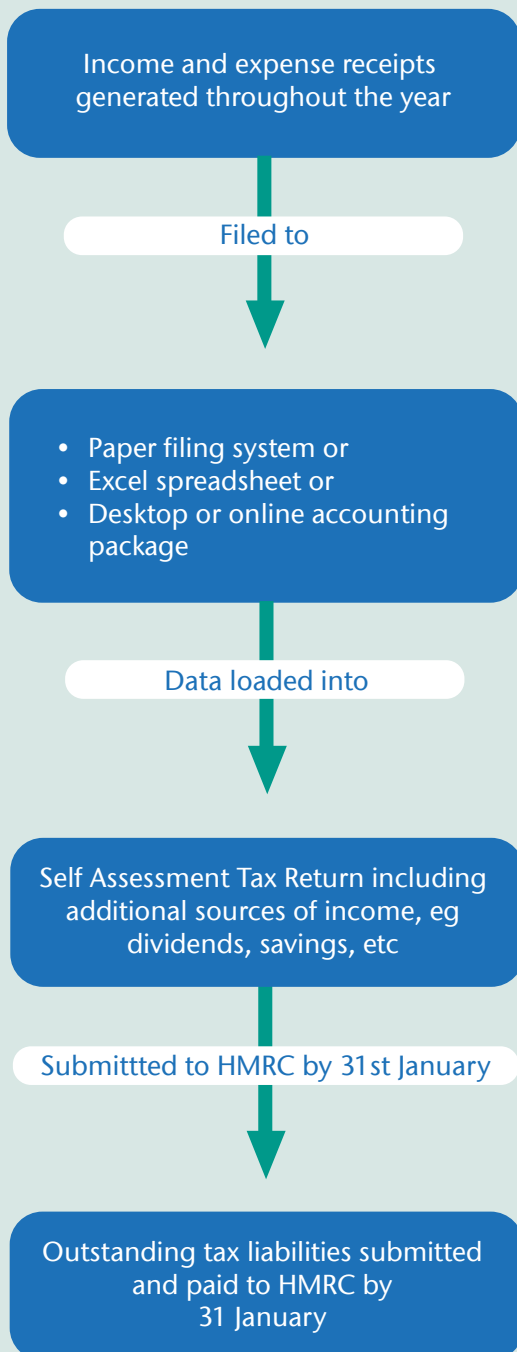 Income and expense receipts
generated throughout the year
Filed to
• Paper filing system or
• Excel spreadsheet or
• Desktop or online accounting
package
Data loaded into
Self Assessment Tax Return including
additional sources of income, eg
dividends, savings, etc
Submittted to HMRC by 31st January
Outstanding tax liabilities submitted
and paid to HMRC by
31 January